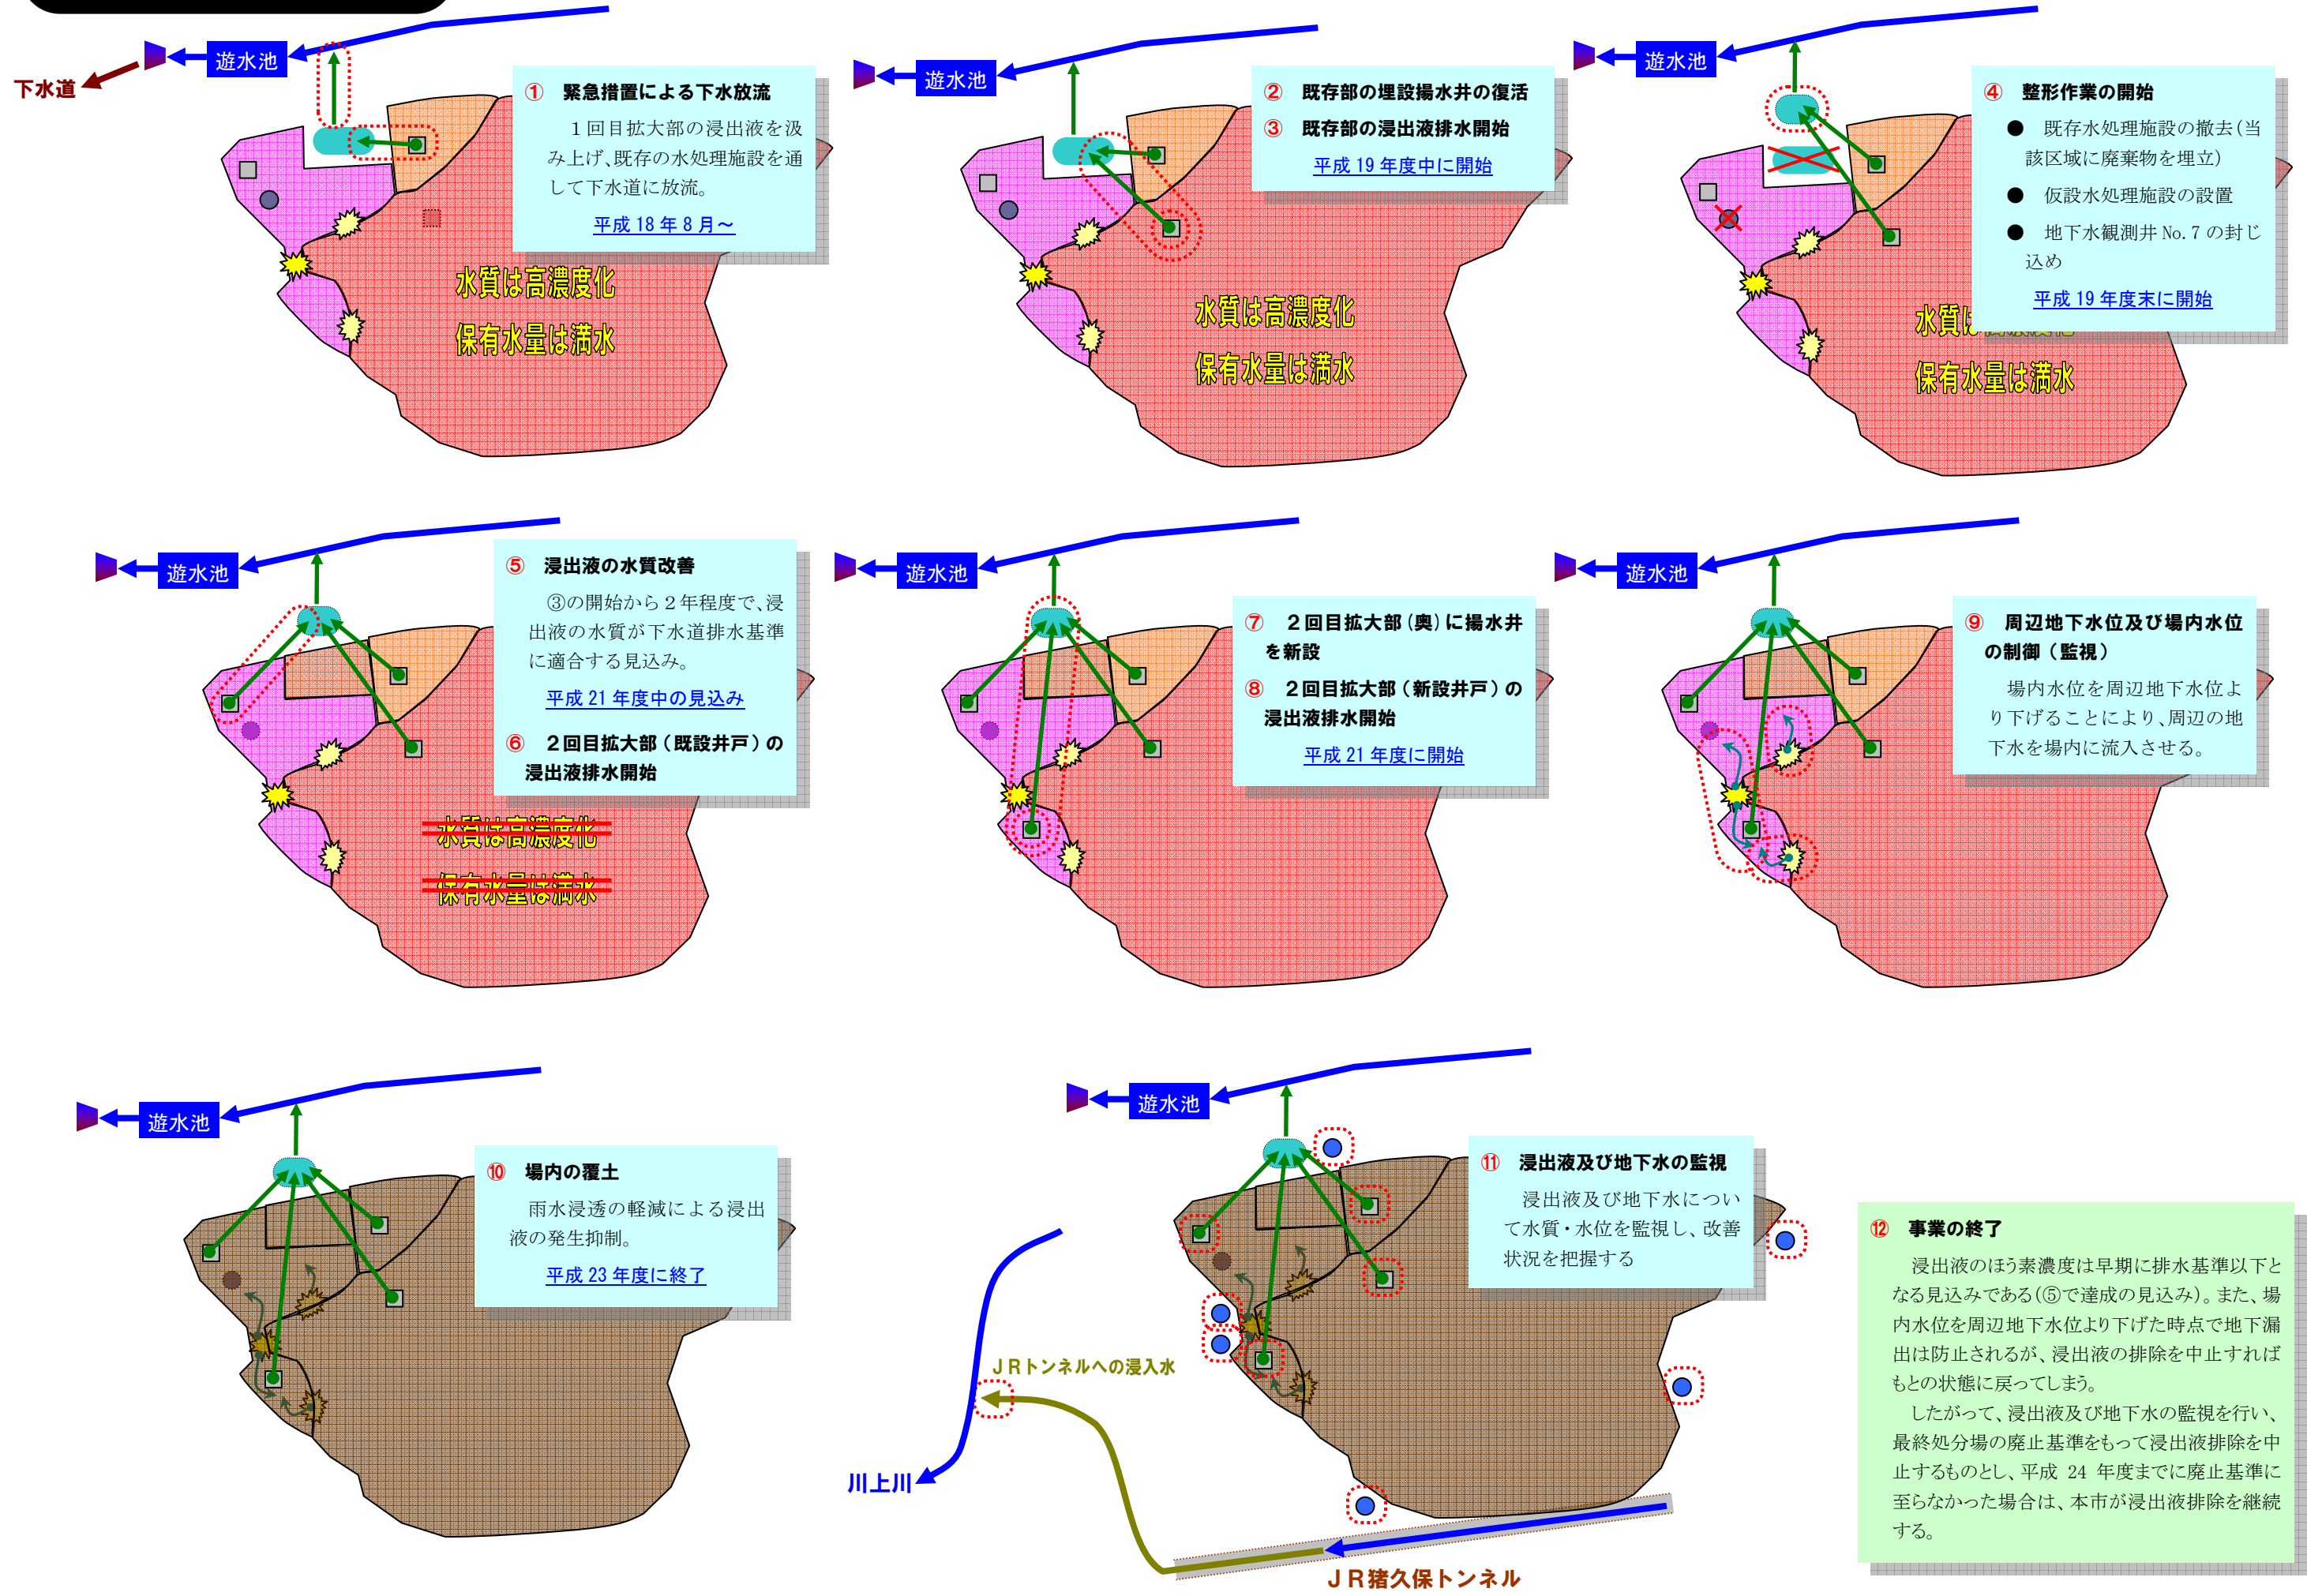 遊水池
下水道
① 緊急措置による下水放流
1回目拡大部の浸出液を汲
み上げ、既存の水処理施設を通
して下水道に放流。
平成18年8月～
水質は高濃度化
保有水量は満水
遊水池
② 既存部の埋設揚水井の復活
③ 既存部の浸出液排水開始
平成19年度中に開始
水質は高濃度化
保有水量は満水
遊水池
④ 整形作業の開始
● 既存水処理施設の撤去(当
該区域に廃棄物を埋立)
● 仮設水処理施設の設置
● 地下水観測井No.7の封じ
込め
平成19年度末に開始
水質は高濃度化
保有水量は満水
遊水池
⑤ 浸出液の水質改善
③の開始から2年程度で、浸
出液の水質が下水道排水基準
に適合する見込み。
平成21年度中の見込み
⑥ 2回目拡大部(既設井戸)の
浸出液排水開始
水質は高濃度化
保有水量は満水
遊水池
⑦ 2回目拡大部(奥)に揚水井
を新設
⑧ 2回目拡大部(新設井戸)の
浸出液排水開始
平成21年度に開始
遊水池
⑨ 周辺地下水位及び場内水位
の制御(監視)
場内水位を周辺地下水位よ
り下げることにより、周辺の地
下水を場内に流入させる。
遊水池
⑩ 場内の覆土
雨水浸透の軽減による浸出
液の発生抑制。
平成23年度に終了
遊水池
⑪ 浸出液及び地下水の監視
浸出液及び地下水につい
て水質・水位を監視し、改善
状況を把握する
JRトンネルへの浸入水
川上川
JR猪久保トンネル
⑫ 事業の終了
浸出液のほう素濃度は早期に排水基準以下と
なる見込みである(⑤で達成の見込み)。また、場
内水位を周辺地下水位より下げた時点で地下漏
出は防止されるが、浸出液の排除を中止すれば
もとの状態に戻ってしまう。
したがって、浸出液及び地下水の監視を行い、
最終処分場の廃止基準をもって浸出液排除を中
止するものとし、平成 24 年度までに廃止基準に
至らなかった場合は、本市が浸出液排除を継続
する。